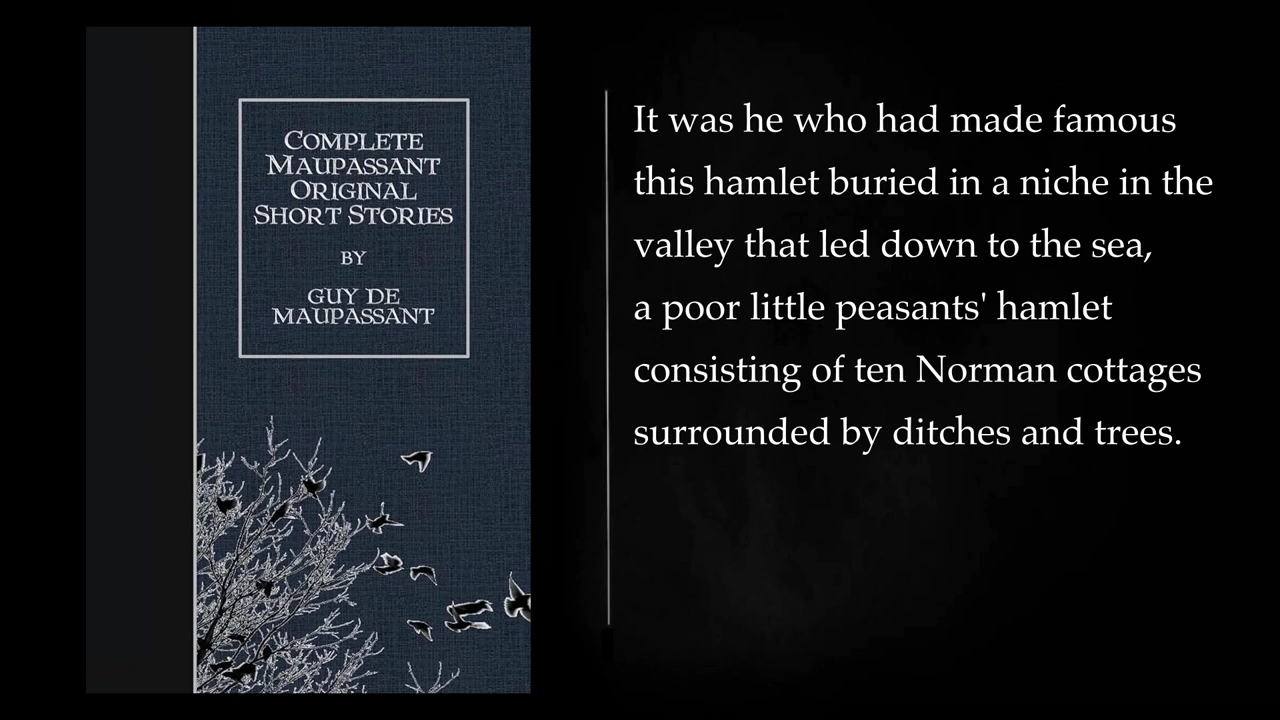 COMPLETE
MAUPASSANT
ORIGINAL
SHORT STORIES
BY
GUY DE
MAUPASSANT
It was he who had made famous
this hamlet buried in a niche in the
valley that led down to the sea,
a poor little peasants' hamlet
consisting of ten Norman cottages
surrounded by ditches and trees.